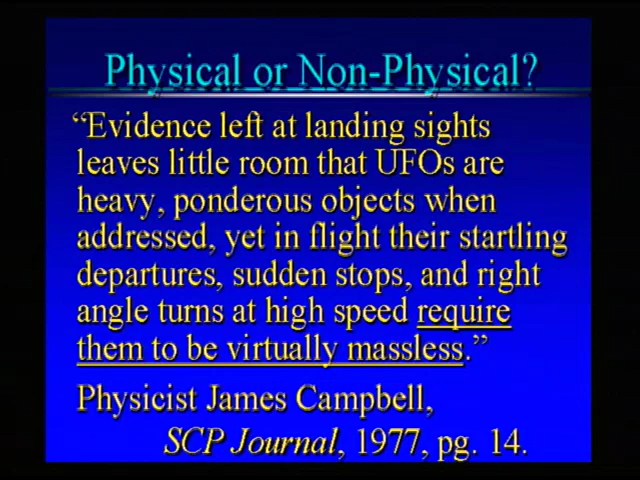 Physical or Non-Physical?
“Evidence left at landing sights
leaves little room that UFOs are
heavy, ponderous objects when
addressed, yet in flight their startling
departures, sudden stops, and right
angle turns at high speed require
them to be virtually massless.”
Physicist James Campbell,
SCP Journal, 1977, pg. 14.